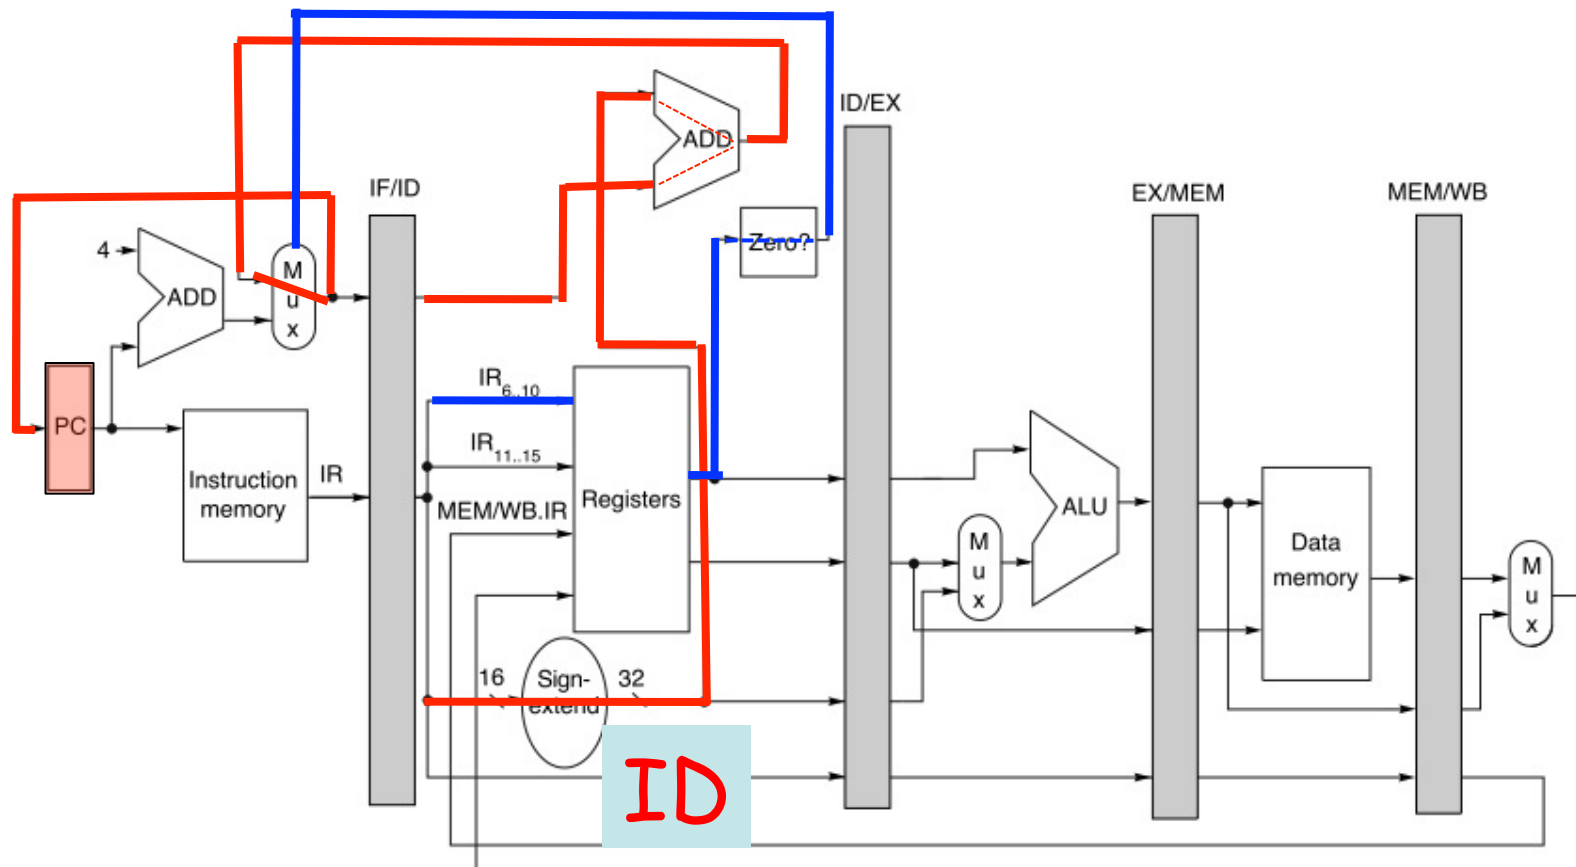 ID/EX
ADD
IF/ID
EX/MEM
MEM/WB
Zero?
4
ADD
M
u
x
IR6..10
PC
IR11..15
IR
Instruction
memory
MEM/WB.IR
Registers
ALU
M
u
x
Data
memory
M
u
x
16
Sign-
extend
32
ID